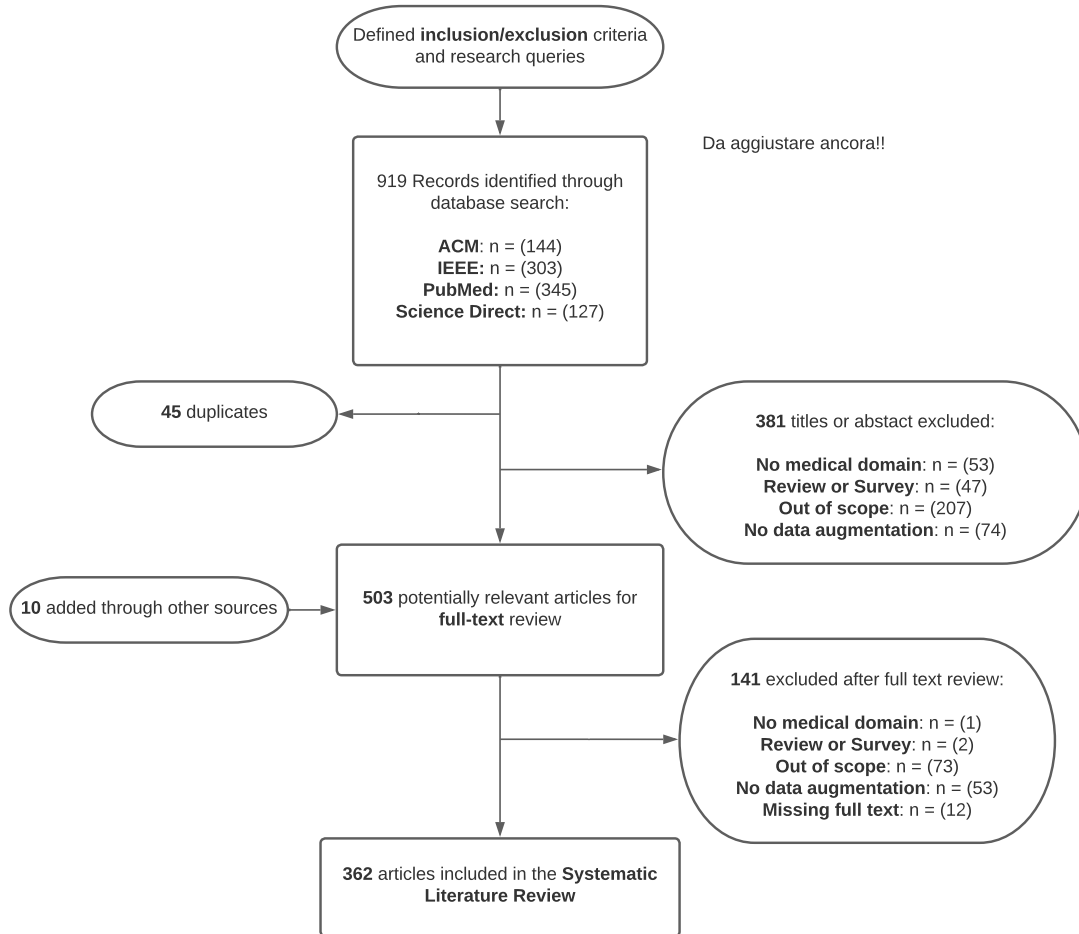 Defined inclusion/exclusion criteria
and research queries
Da aggiustare ancora!!
919 Records identified through
database search:
ACM: n = (144)
IEEE: n = (303)
PubMed: n = (345)
Science Direct: n = (127)
45 duplicates
381 titles or abstact excluded:
No medical domain: n = (53)
Review or Survey: n = (47)
Out of scope: n = (207)
No data augmentation: n = (74)
10 added through other sources
503 potentially relevant articles for
full-text review
141 excluded after full text review:
No medical domain: n = (1)
Review or Survey: n = (2)
Out of scope: n = (73)
No data augmentation: n = (53)
Missing full text: n = (12)
362 articles included in the Systematic
Literature Review